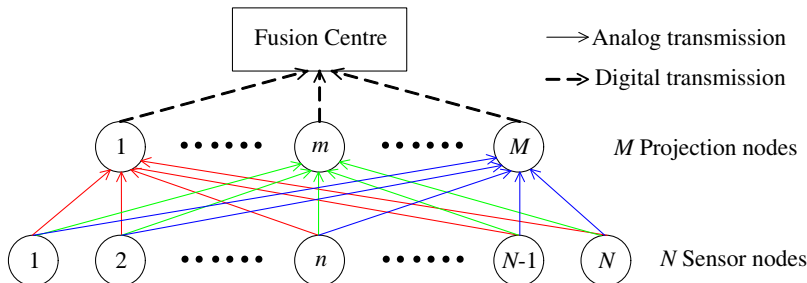 Fusion Centre
Analog transmission
Digital transmission
1 m M M Projection nodes
1 2 n N-1 N N Sensor nodes